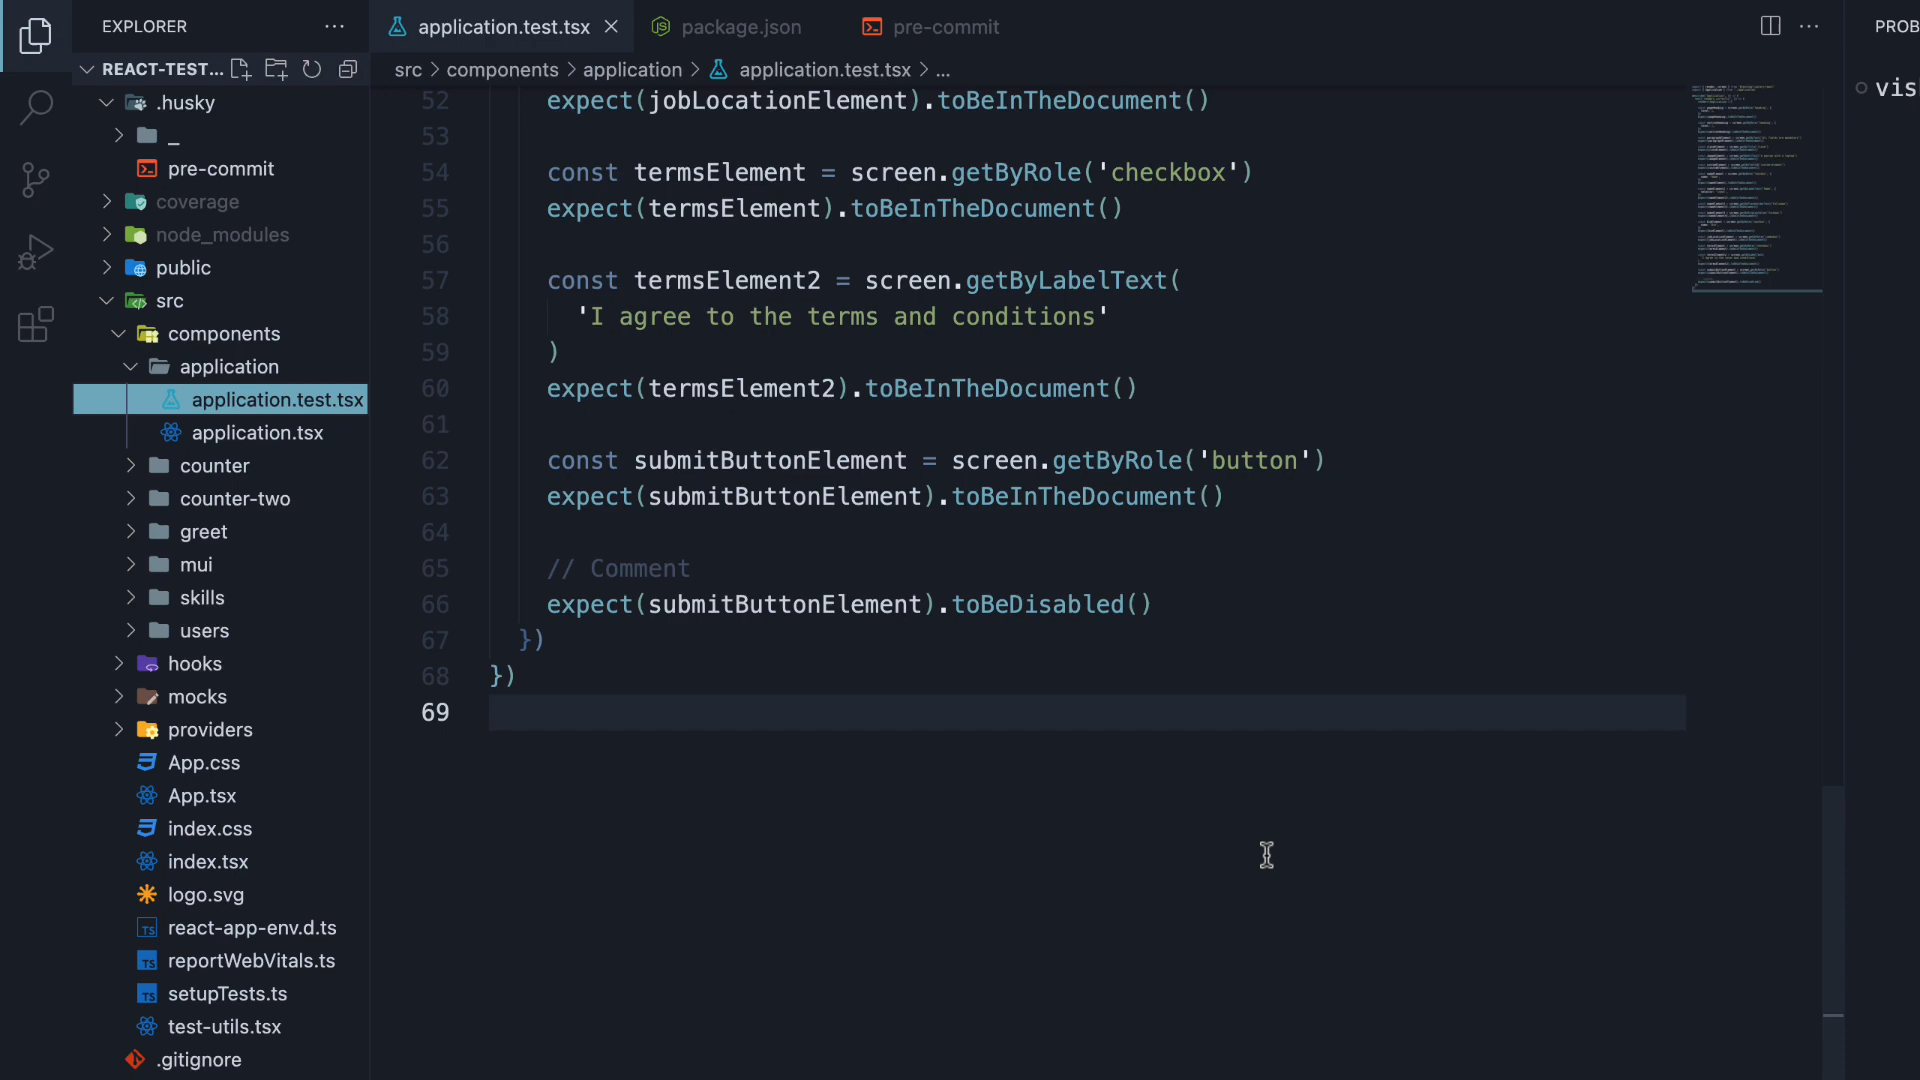 EXPLORER
REACT-TEST...
.husky
_
pre-commit
coverage
node_modules
public
src
components
application
application.test.tsx
application.tsx
counter
counter-two
greet
mui
skills
users
hooks
mocks
providers
App.css
App.tsx
index.css
index.tsx
logo.svg
TS react-app-env.d.ts
TS reportWebVitals.ts
TS setupTests.ts
test-utils.tsx
.gitignore
application.test.tsx
package.json
pre-commit
src > components > application > application.test.tsx > ...
52 expect(jobLocationElement).toBeInTheDocument()
53
54 const termsElement = screen.getByRole('checkbox')
55 expect(termsElement).toBeInTheDocument()
56
57 const termsElement2 = screen.getByLabelText(
58 'I agree to the terms and conditions'
59 )
60 expect(termsElement2).toBeInTheDocument()
61
62 const submitButtonElement = screen.getByRole('button')
63 expect(submitButtonElement).toBeInTheDocument()
64
65 // Comment
66 expect(submitButtonElement).toBeDisabled()
67 })
68 })
69
PROB
vis